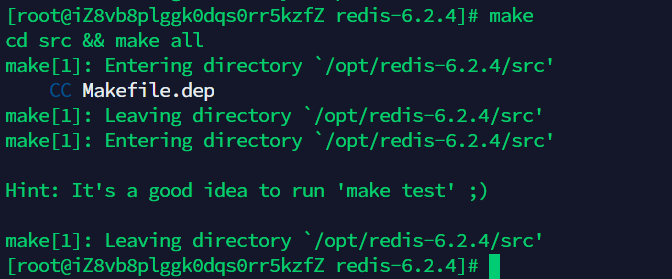 [root@iZ8vb8plggk0dqs0rr5kzfZ redis-6.2.4]# make
cd src && make all
make[1]: Entering directory `/opt/redis-6.2.4/src'
    CC Makefile.dep
make[1]: Leaving directory `/opt/redis-6.2.4/src'
make[1]: Entering directory `/opt/redis-6.2.4/src'

Hint: It's a good idea to run 'make test' ;)

make[1]: Leaving directory `/opt/redis-6.2.4/src'
[root@iZ8vb8plggk0dqs0rr5kzfZ redis-6.2.4]#